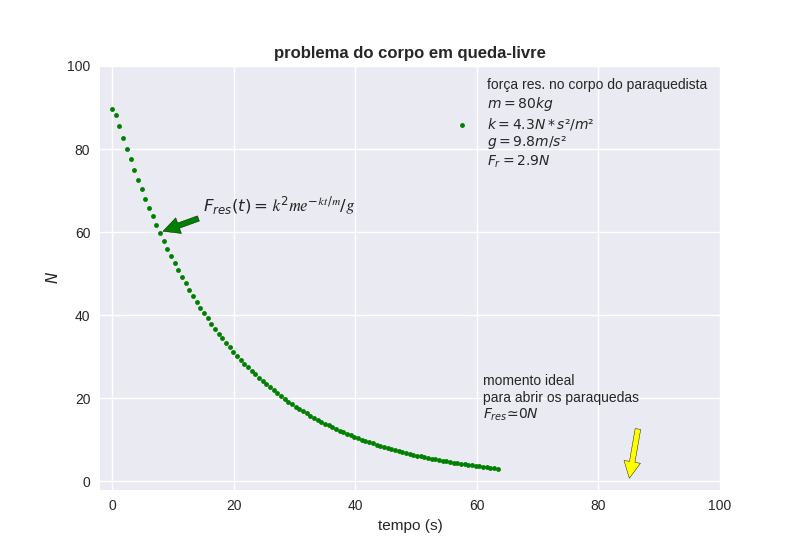 problema do corpo em queda-livre
100
80
60
40
20
0
N
força res. no corpo do paraquedista
m = 80kg
k = 4.3N * s²/m²
g = 9.8m/s²
Fᵣ = 2.9N
F_res(t) = k²me^{-kt/m}/g
momento ideal
para abrir os paraquedas
F_res≃0N
0 20 40 60 80 100
tempo (s)